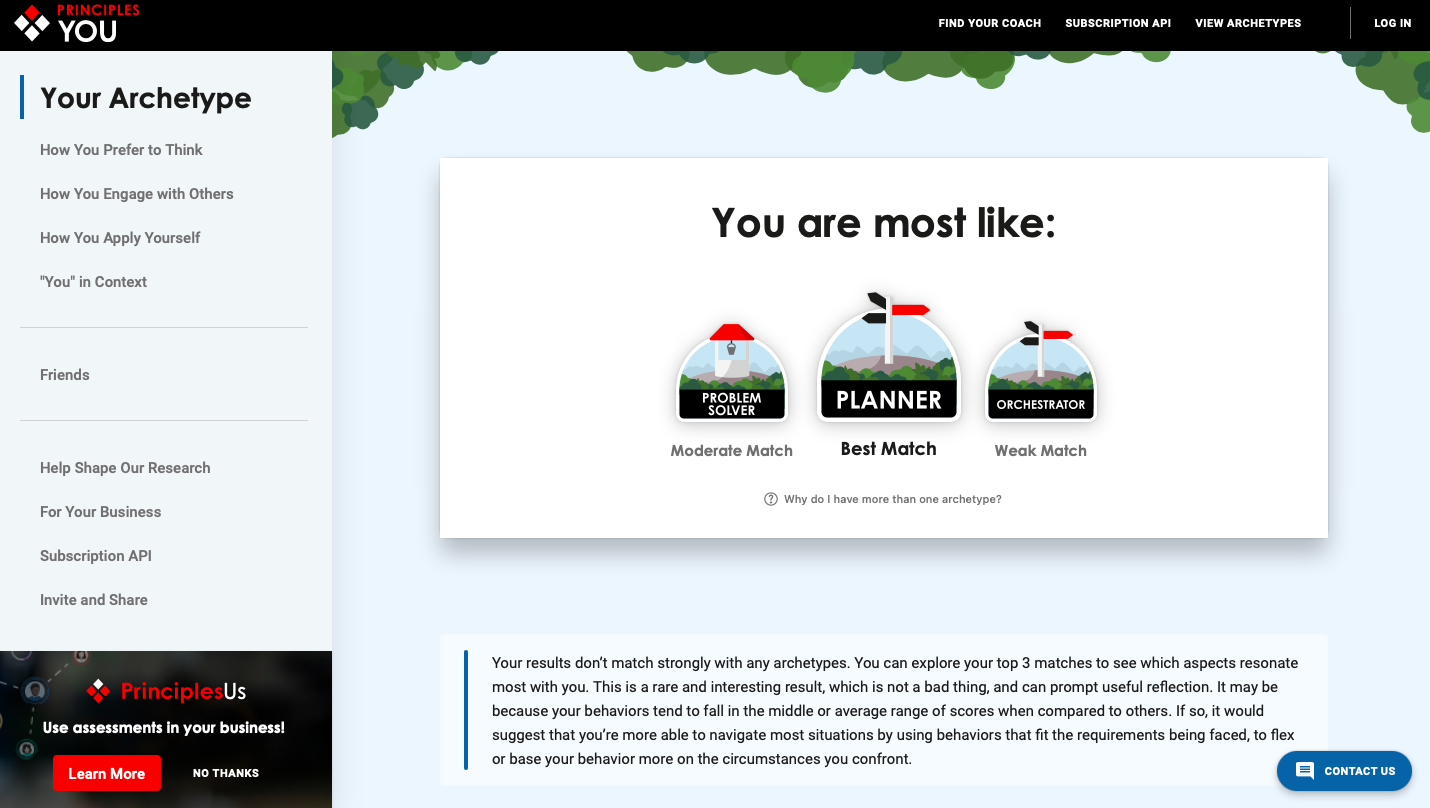 PRINCIPLES
YOU
FIND YOUR COACH
SUBSCRIPTION API
VIEW ARCHETYPES
LOG IN
Your Archetype
How You Prefer to Think
How You Engage with Others
How You Apply Yourself
"You" in Context
Friends
Help Shape Our Research
For Your Business
Subscription API
Invite and Share
PrinciplesUs
Use assessments in your business!
Learn More
NO THANKS
You are most like:
PROBLEM
SOLVER
Moderate Match
PLANNER
Best Match
ORCHESTRATOR
Weak Match
Why do I have more than one archetype?
Your results don’t match strongly with any archetypes. You can explore your top 3 matches to see which aspects resonate
most with you. This is a rare and interesting result, which is not a bad thing, and can prompt useful reflection. It may be
because your behaviors tend to fall in the middle or average range of scores when compared to others. If so, it would
suggest that you’re more able to navigate most situations by using behaviors that fit the requirements being faced, to flex
or base your behavior more on the circumstances you confront.
CONTACT US